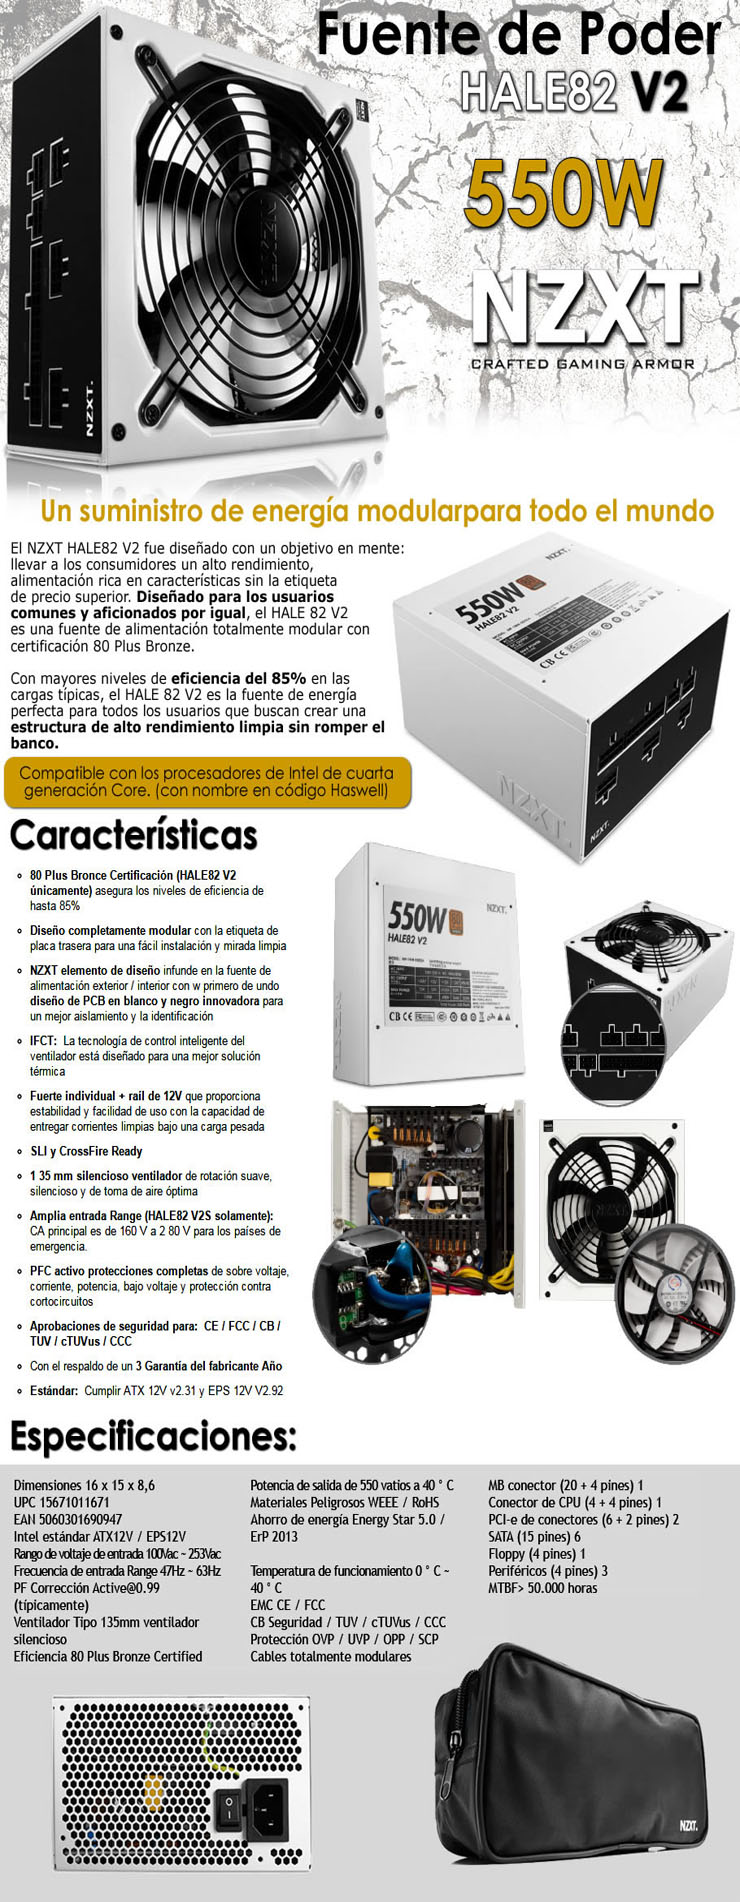 Fuente de Poder
HALE82 V2
550W
NZXT
CRAFTED GAMING ARMOR
NZXT.
Un suministro de energía modularpara todo el mundo
El NZXT HALE82 V2 fue diseñado con un objetivo en mente:
llevar a los consumidores un alto rendimiento,
alimentación rica en características sin la etiqueta
de precio superior. Diseñado para los usuarios
comunes y aficionados por igual, el HALE 82 V2
es una fuente de alimentación totalmente modular con
certificación 80 Plus Bronze.
Con mayores niveles de eficiencia del 85% en las
cargas típicas, el HALE 82 V2 es la fuente de energía
perfecta para todos los usuarios que buscan crear una
estructura de alto rendimiento limpia sin romper el
banco.
NZXT.
550W
HALE82 V2
NZXT.
NZXT.
Compatible con los procesadores de Intel de cuarta
generación Core. (con nombre en código Haswell)
Características
80 Plus Bronce Certificación (HALE82 V2
únicamente) asegura los niveles de eficiencia de
hasta 85%
Diseño completamente modular con la etiqueta de
placa trasera para una fácil instalación y mirada limpia
NZXT elemento de diseño infunde en la fuente de
alimentación exterior / interior con w primero de undo
diseño de PCB en blanco y negro innovadora para
un mejor aislamiento y la identificación
IFCT: La tecnología de control inteligente del
ventilador está diseñado para una mejor solución
térmica
Fuerte individual + rail de 12V que proporciona
estabilidad y facilidad de uso con la capacidad de
entregar corrientes limpias bajo una carga pesada
SLI y CrossFire Ready
1 35 mm silencioso ventilador de rotación suave,
silencioso y de toma de aire óptima
Amplia entrada Range (HALE82 V2S solamente):
CA principal es de 160 V a 2 80 V para los países de
emergencia.
PFC activo protecciones completas de sobre voltaje,
corriente, potencia, bajo voltaje y protección contra
cortocircuitos
Aprobaciones de seguridad para: CE / FCC / CB /
TUV / cTUVus / CCC
Con el respaldo de un 3 Garantía del fabricante Año
Estándar: Cumplir ATX 12V v2.31 y EPS 12V V2.92
550W
HALE82 V2
NZXT.
NZXT
Especificaciones:
Dimensiones 16 x 15 x 8,6
UPC 15671011671
EAN 5060301690947
Intel estándar ATX12V / EPS12V
Rango de voltaje de entrada 100Vac ~ 253Vac
Frecuencia de entrada Range 47Hz ~ 63Hz
PF Corrección Active@0.99
(típicamente)
Ventilador Tipo 135mm ventilador
silencioso
Eficiencia 80 Plus Bronze Certified
Potencia de salida de 550 vatios a 40 ° C
Materiales Peligrosos WEEE / RoHS
Ahorro de energía Energy Star 5.0 /
ErP 2013
Temperatura de funcionamiento 0 ° C ~
40 ° C
EMC CE / FCC
CB Seguridad / TUV / cTUVus / CCC
Protección OVP / UVP / OPP / SCP
Cables totalmente modulares
MB conector (20 + 4 pines) 1
Conector de CPU (4 + 4 pines) 1
PCI-e de conectores (6 + 2 pines) 2
SATA (15 pines) 6
Floppy (4 pines) 1
Periféricos (4 pines) 3
MTBF> 50.000 horas
NZXT.